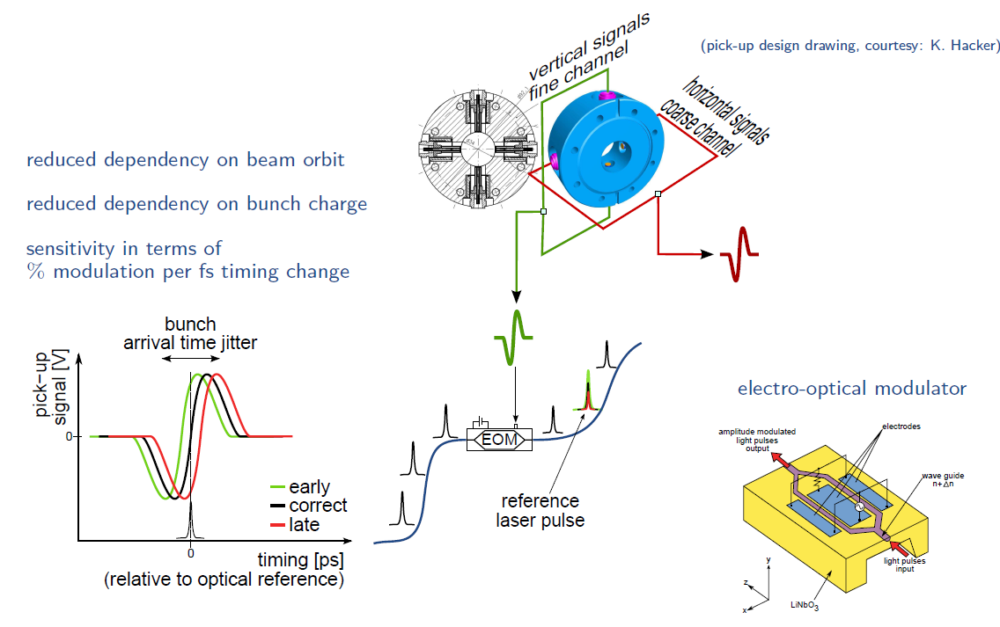 (pick-up design drawing, courtesy: K. Hacker)
vertical signals
fine channel
horizontal signals
coarse channel
reduced dependency on beam orbit
reduced dependency on bunch charge
sensitivity in terms of
% modulation per fs timing change
bunch
arrival time jitter
pick-up
signal [V]
0
early
correct
late
0
timing [ps]
(relative to optical reference)
EOM
reference
laser pulse
electro-optical modulator
amplitude modulated
light pulses
output
electrodes
wave guide
n+Δn
light pulses
input
LiNbO₃
y
z
x